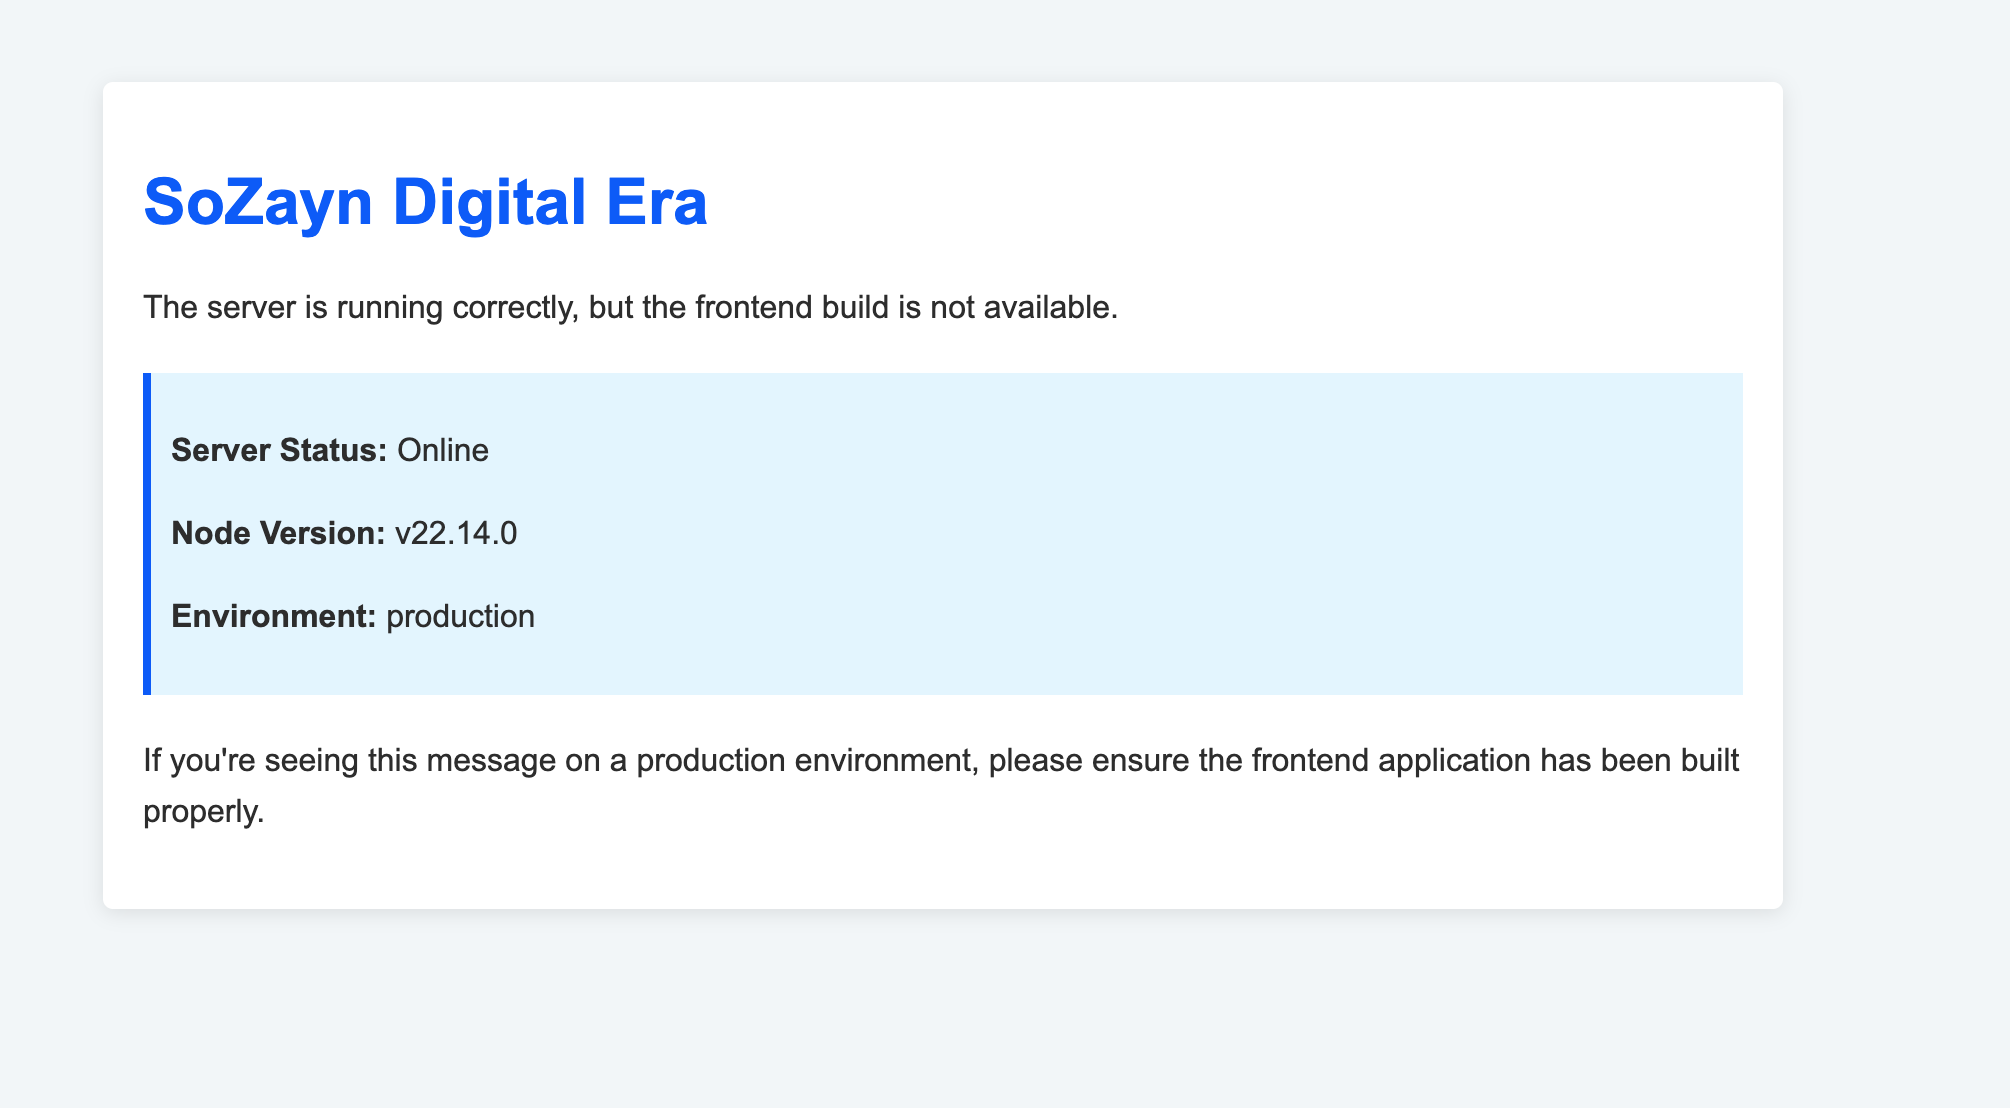 SoZayn Digital Era
The server is running correctly, but the frontend build is not available.
Server Status: Online
Node Version: v22.14.0
Environment: production
If you're seeing this message on a production environment, please ensure the frontend application has been built
properly.